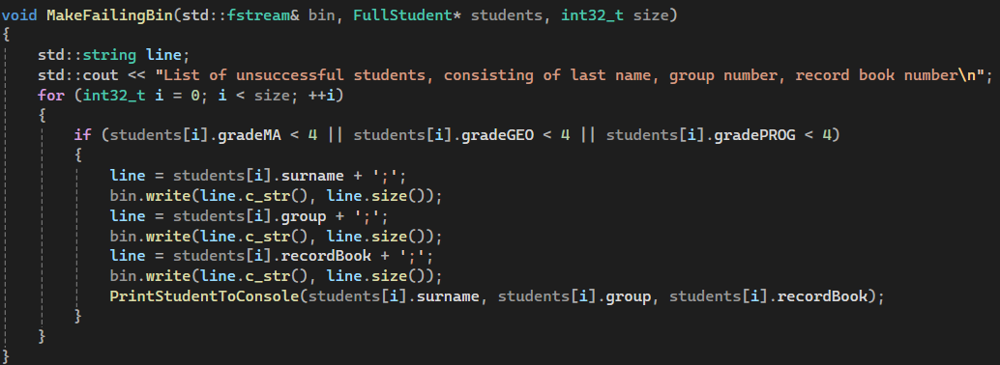 void MakeFailingBin(std::fstream& bin, FullStudent* students, int32_t size)
{
    std::string line;
    std::cout << "List of unsuccessful students, consisting of last name, group number, record book number\n";
    for (int32_t i = 0; i < size; ++i)
    {
        if (students[i].gradeMA < 4 || students[i].gradeGEO < 4 || students[i].gradePROG < 4)
        {
            line = students[i].surname + ';';
            bin.write(line.c_str(), line.size());
            line = students[i].group + ';';
            bin.write(line.c_str(), line.size());
            line = students[i].recordBook + ';';
            bin.write(line.c_str(), line.size());
            PrintStudentToConsole(students[i].surname, students[i].group, students[i].recordBook);
        }
    }
}